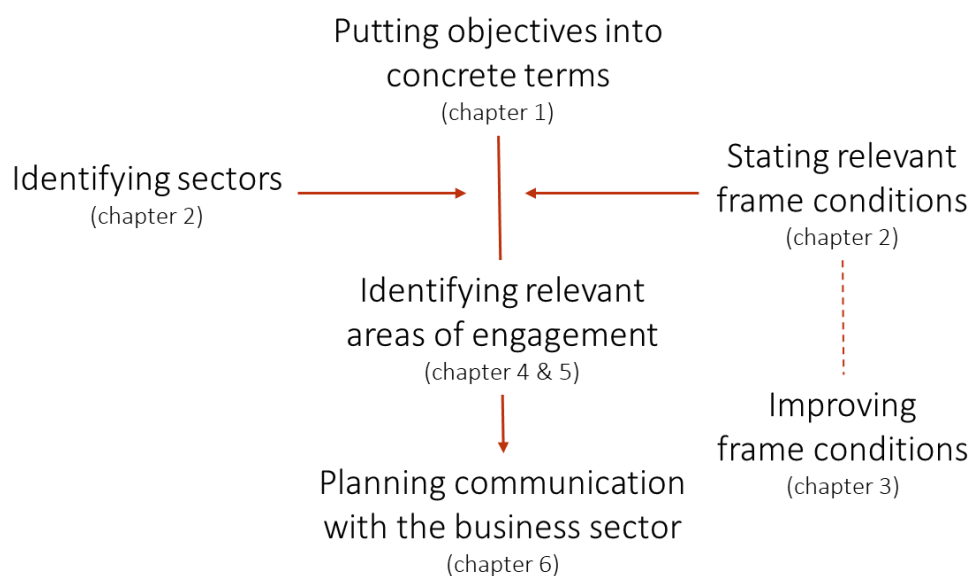 Putting objectives into
concrete terms
(chapter 1)
Identifying sectors
(chapter 2)
Stating relevant
frame conditions
(chapter 2)
Identifying relevant
areas of engagement
(chapter 4 & 5)
Improving
frame conditions
(chapter 3)
Planning communication
with the business sector
(chapter 6)